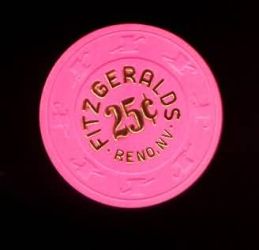 FITZGERALDS
25¢
· RENO, NV ·